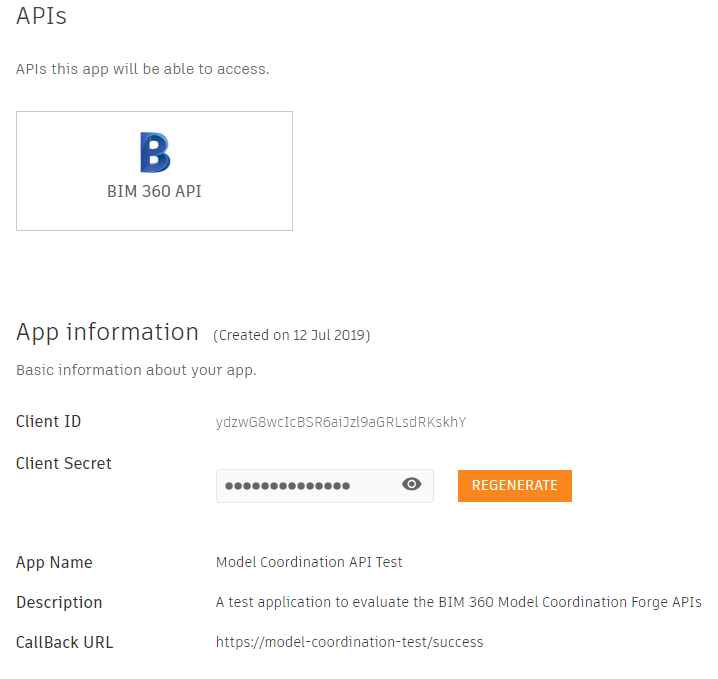 APIs
APIs this app will be able to access.
B
BIM 360 API
App information (Created on 12 Jul 2019)
Basic information about your app.
Client ID ydzwG8wcIcBSR6aiJzl9aGRLsdRKskhY
Client Secret ●●●●●●●●●●●●●● REGENERATE
App Name Model Coordination API Test
Description A test application to evaluate the BIM 360 Model Coordination Forge APIs
CallBack URL https://model-coordination-test/success